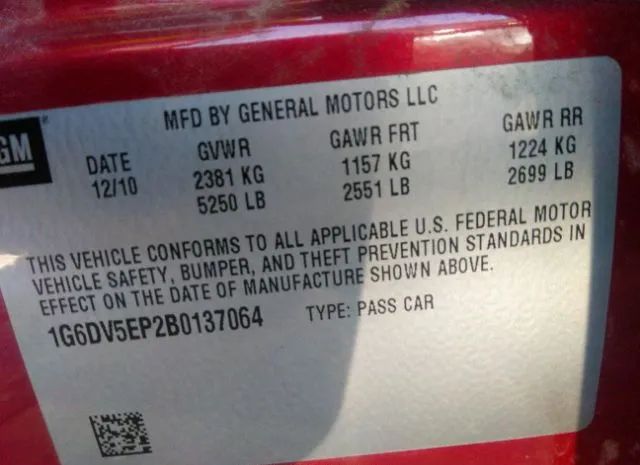 MFD BY GENERAL MOTORS LLC
GM
DATE GVWR GAWR FRT GAWR RR
12/10 2381 KG 1157 KG 1224 KG
5250 LB 2551 LB 2699 LB
THIS VEHICLE CONFORMS TO ALL APPLICABLE U.S. FEDERAL MOTOR
VEHICLE SAFETY, BUMPER, AND THEFT PREVENTION STANDARDS IN
EFFECT ON THE DATE OF MANUFACTURE SHOWN ABOVE.
1G6DV5EP2B0137064 TYPE: PASS CAR